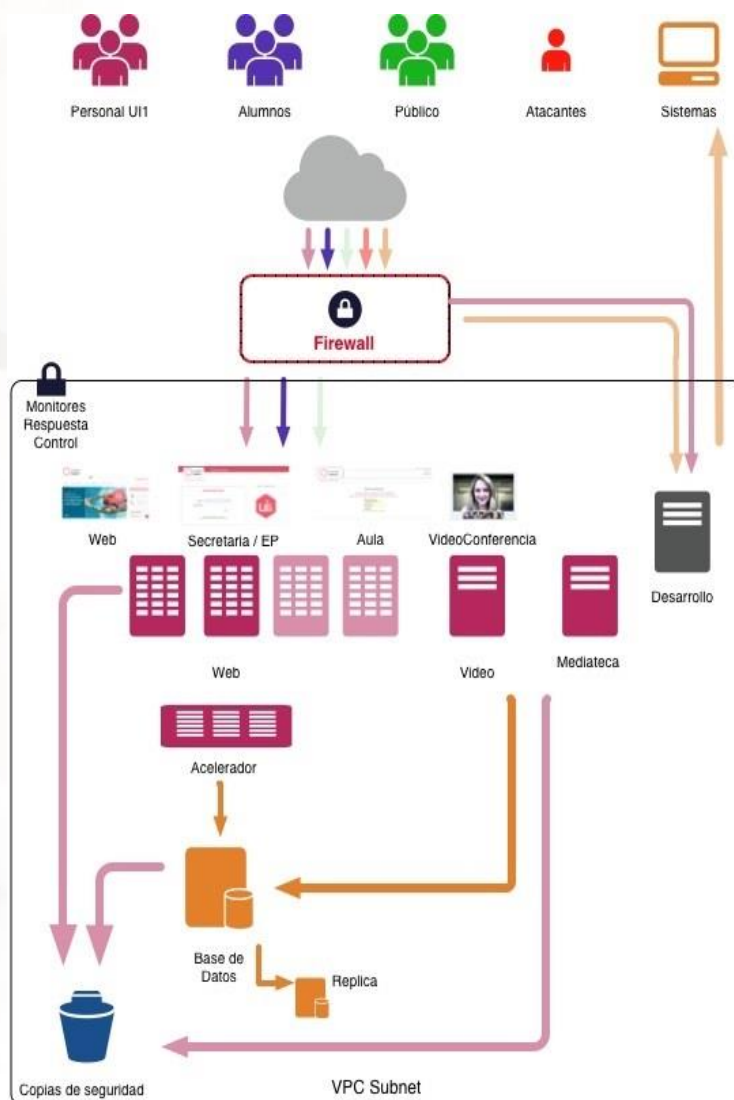 Personal UI1
Alumnos
Público
Atacantes
Sistemas
Firewall
Monitores
Respuesta
Control
Web
Secretaria / EP
Aula
VideoConferencia
Desarrollo
Web
Video
Mediateca
Acelerador
Base de
Datos
Replica
Copias de seguridad
VPC Subnet